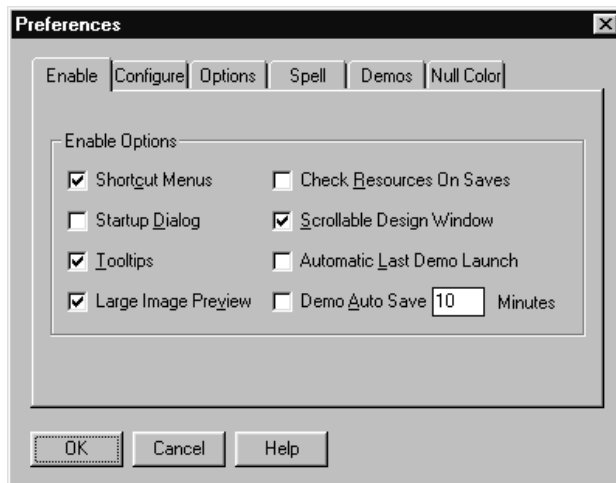 Preferences
Enable Configure Options Spell Demos Null Color
Enable Options
Shortcut Menus Check Resources On Saves
Startup Dialog Scrollable Design Window
Tooltips Automatic Last Demo Launch
Large Image Preview Demo Auto Save 10 Minutes
OK Cancel Help